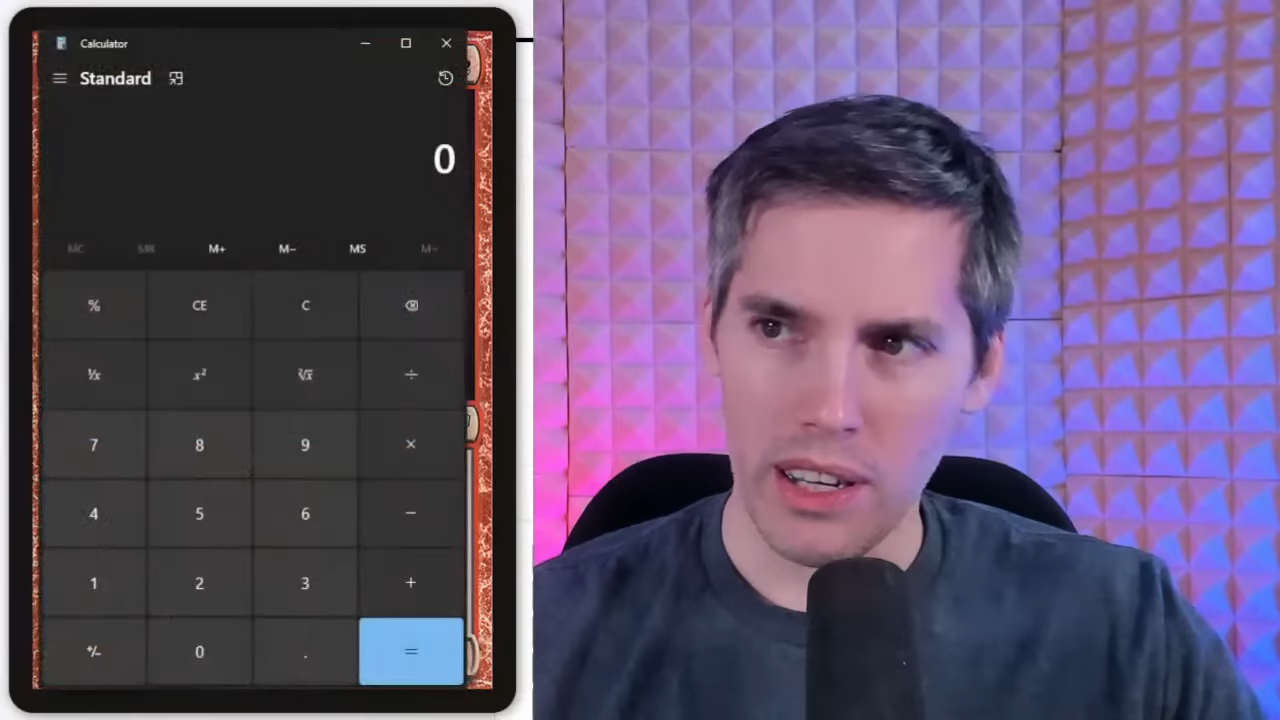 Calculator
Standard
0
MC MR M+ M− MS M˅
% CE C
¹/x x² ²√x ÷
7 8 9 ×
4 5 6 −
1 2 3 +
+/− 0 . =